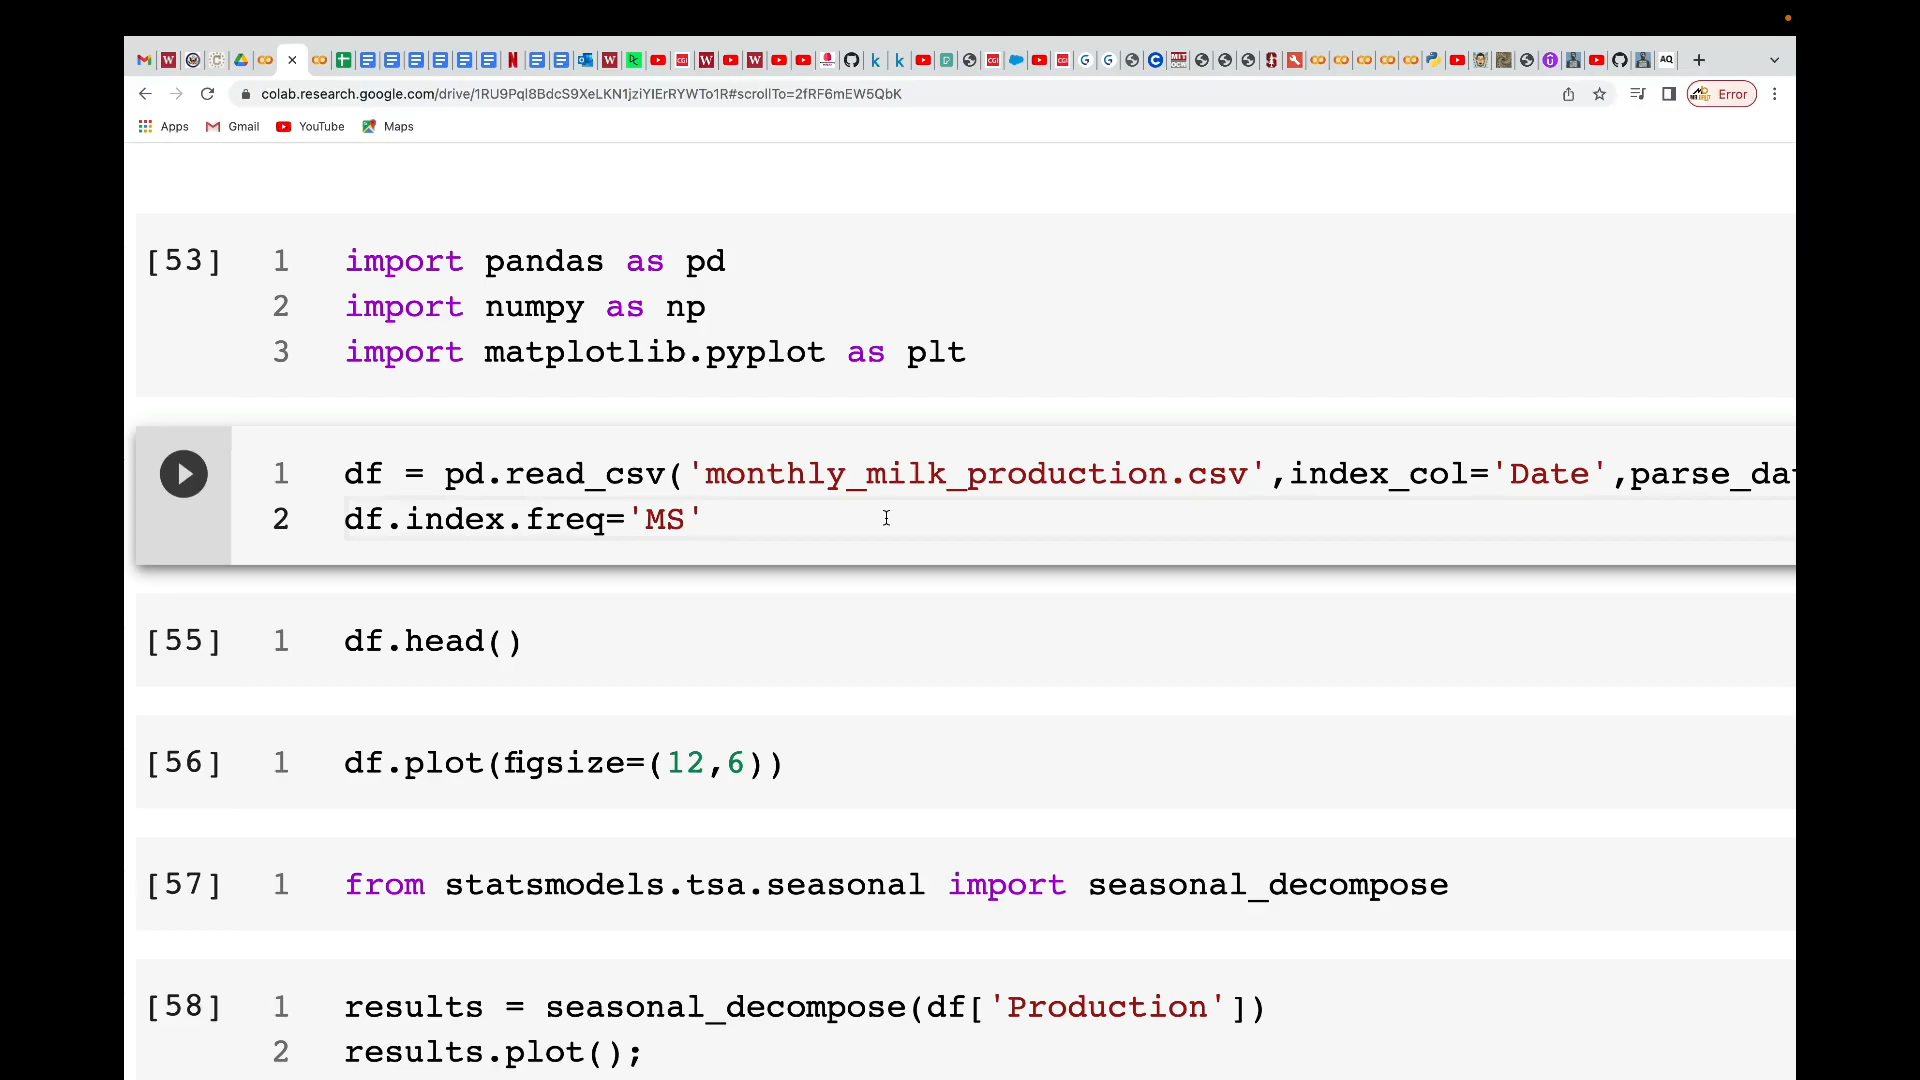 colab.research.google.com/drive/1RU9Pql8BdcS9XeLKN1jziYIErRYWTo1R#scrollTo=2fRF6mEW5QbK
Error
Apps Gmail YouTube Maps
[53] 1 import pandas as pd
2 import numpy as np
3 import matplotlib.pyplot as plt
1 df = pd.read_csv('monthly_milk_production.csv',index_col='Date',parse_da
2 df.index.freq='MS'
[55] 1 df.head()
[56] 1 df.plot(figsize=(12,6))
[57] 1 from statsmodels.tsa.seasonal import seasonal_decompose
[58] 1 results = seasonal_decompose(df['Production'])
2 results.plot();